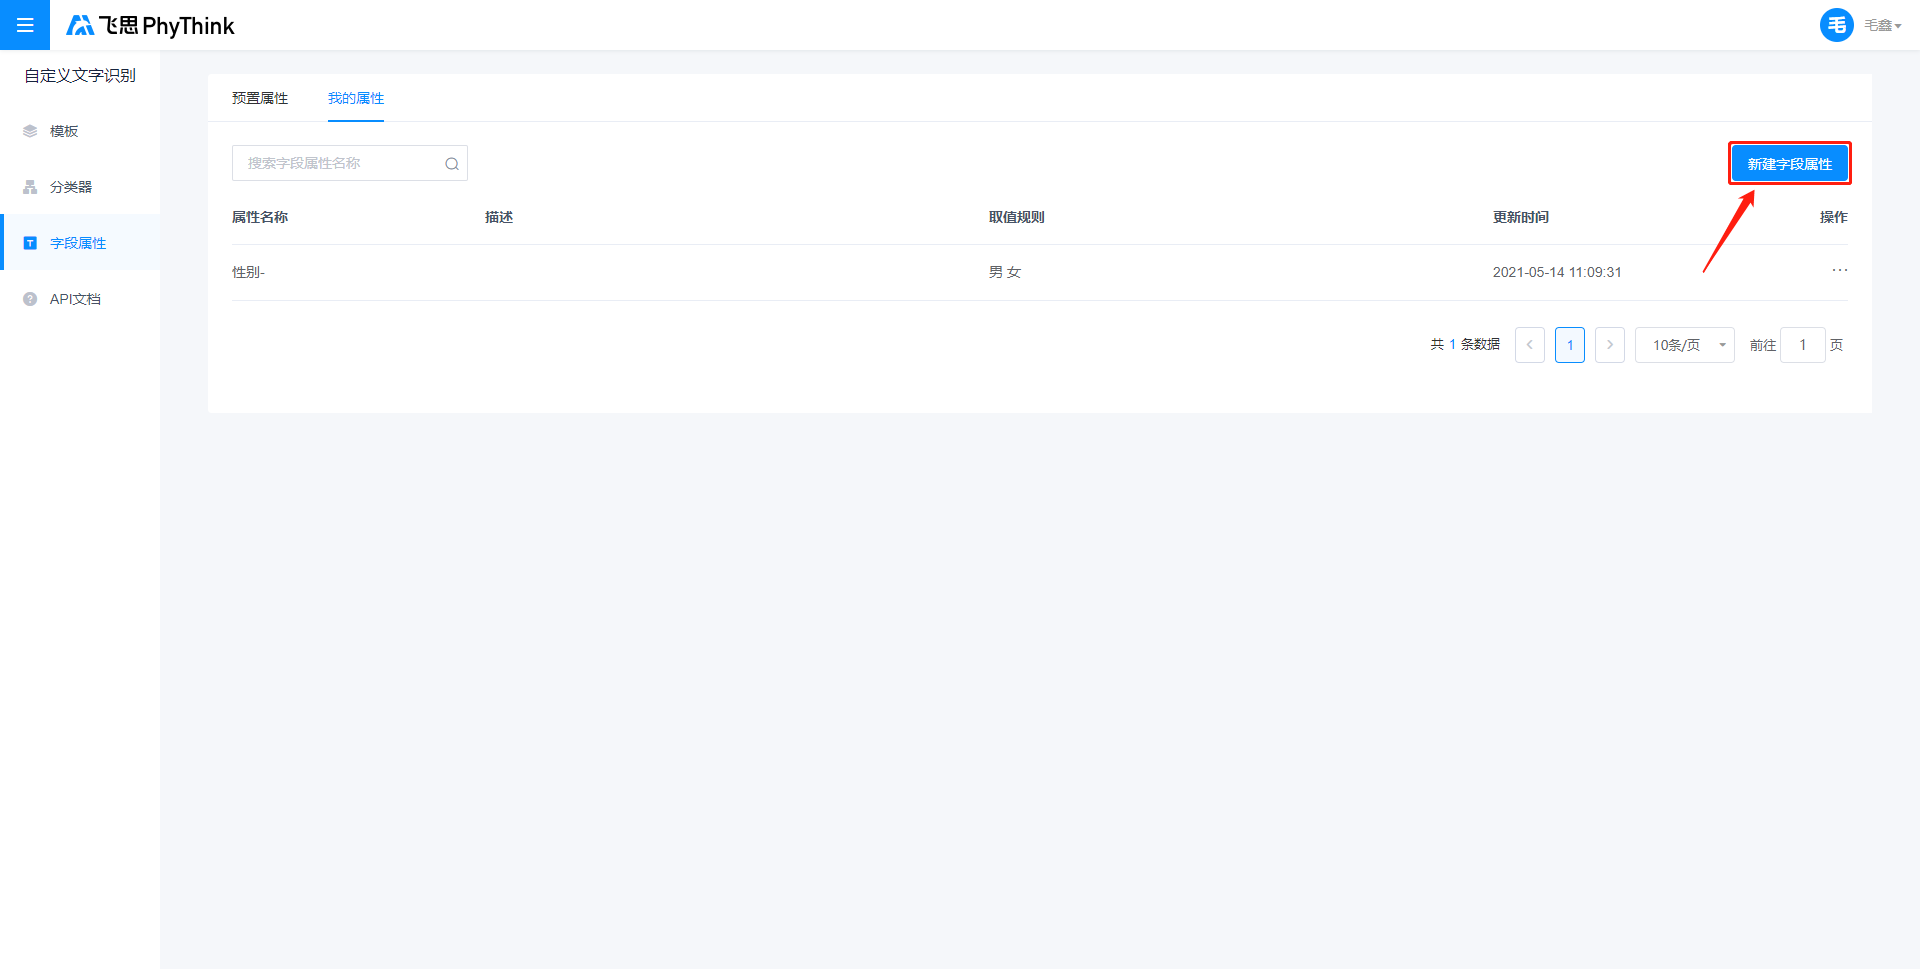 飞思 PhyThink
毛 毛鑫
自定义文字识别
模板
分类器
字段属性
API文档
预置属性 我的属性
搜索字段属性名称
新建字段属性
属性名称 描述 取值规则 更新时间 操作
性别- 男 女 2021-05-14 11:09:31 ...
共 1 条数据 1 10条/页 前往 1 页